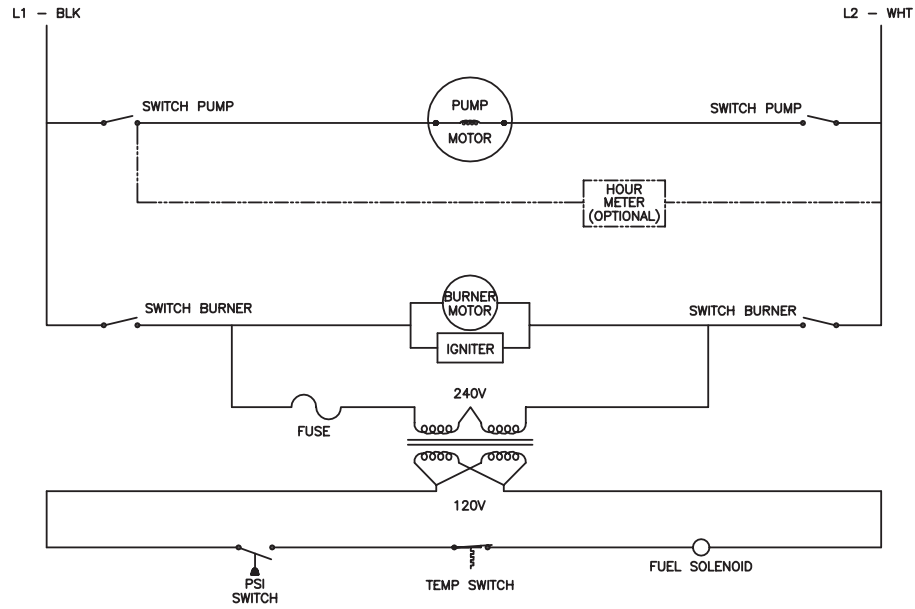 L1 – BLK
L2 – WHT
SWITCH PUMP
PUMP
MOTOR
SWITCH PUMP
HOUR
METER
(OPTIONAL)
SWITCH BURNER
BURNER
MOTOR
SWITCH BURNER
IGNITER
240V
FUSE
120V
PSI
SWITCH
TEMP SWITCH
FUEL SOLENOID